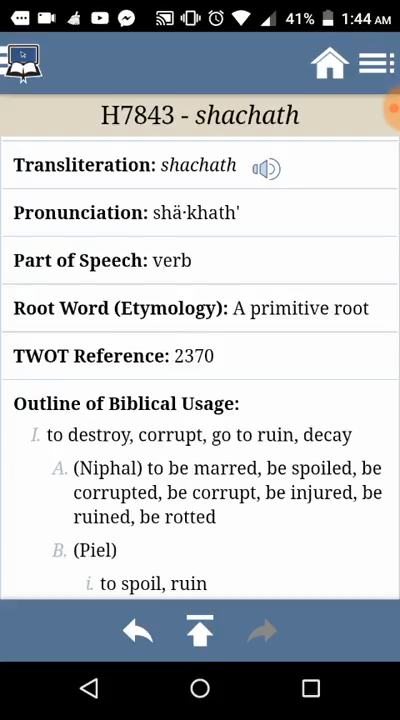 41% 1:44AM
H7843 - shachath
Transliteration: shachath
Pronunciation: shä·khath'
Part of Speech: verb
Root Word (Etymology): A primitive root
TWOT Reference: 2370
Outline of Biblical Usage:
I. to destroy, corrupt, go to ruin, decay
A. (Niphal) to be marred, be spoiled, be
corrupted, be corrupt, be injured, be
ruined, be rotted
B. (Piel)
i. to spoil, ruin